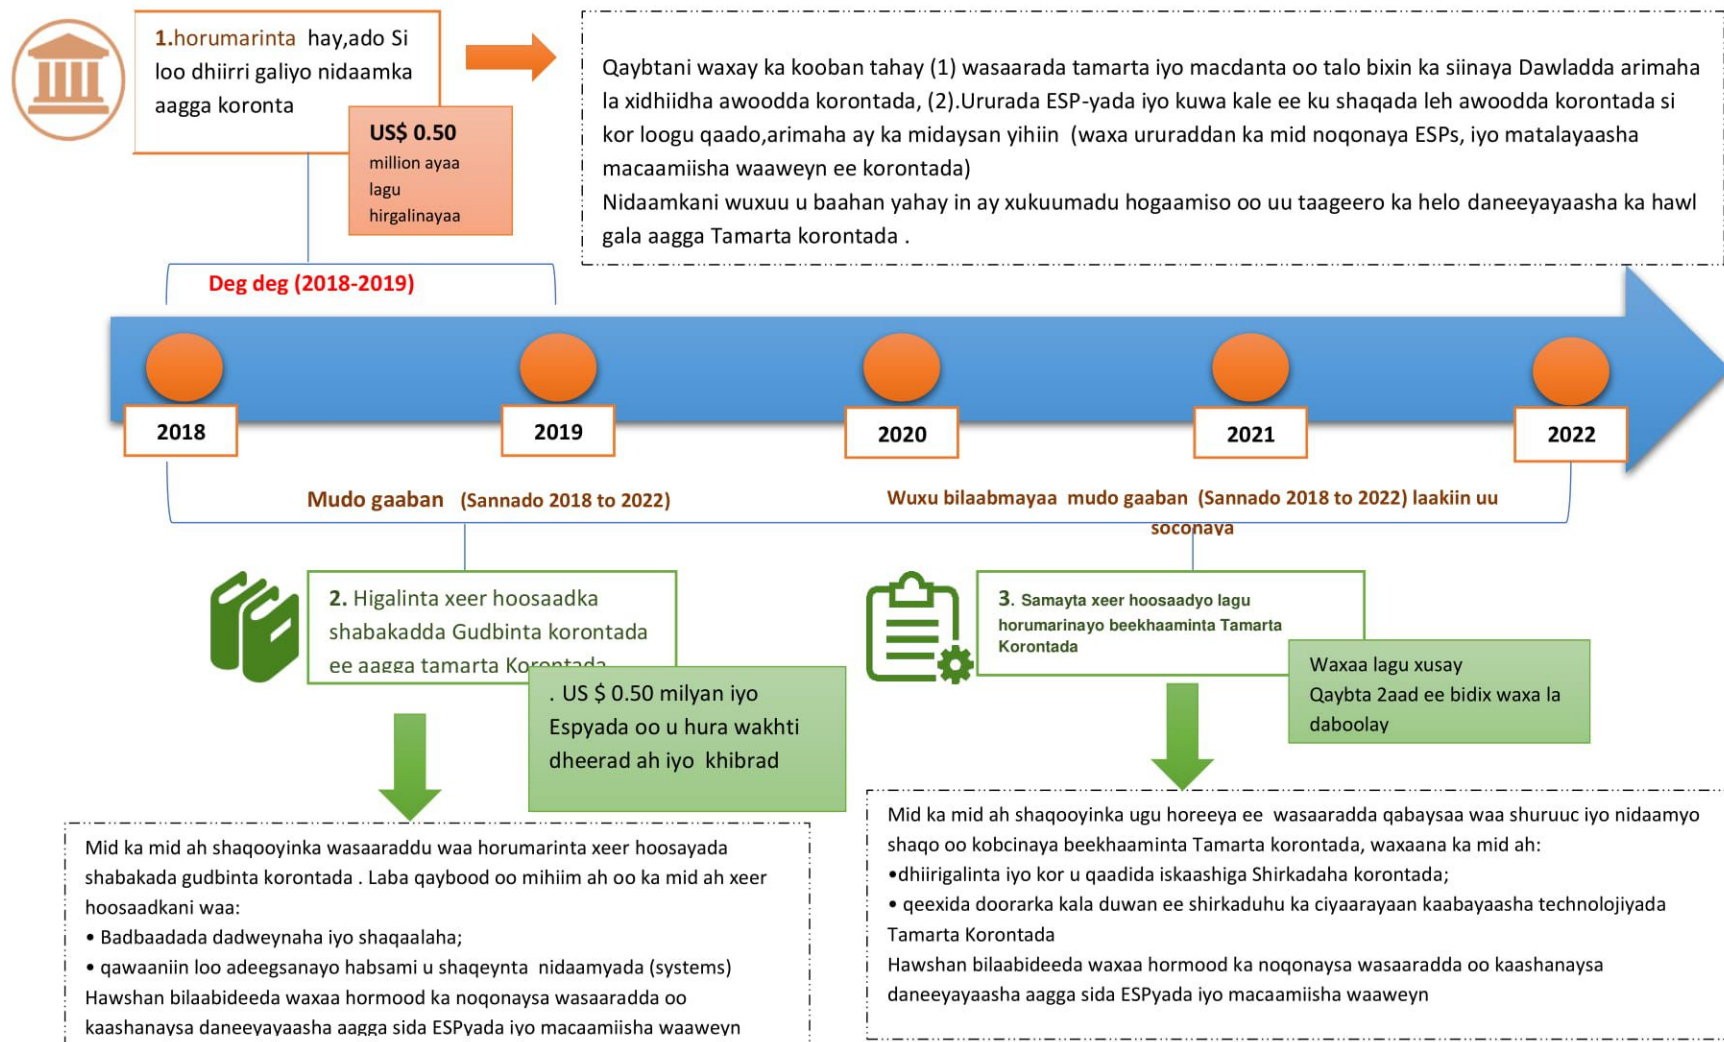 1.horumarinta hay,ado Si
loo dhiirri galiyo nidaamka
aagga koronta
US$ 0.50
million ayaa
lagu
hirgalinayaa
Qaybtani waxay ka kooban tahay (1) wasaarada tamarta iyo macdanta oo talo bixin ka siinaya Dawladda arimaha
la xidhiidha awoodda korontada, (2).Ururada ESP-yada iyo kuwa kale ee ku shaqada leh awoodda korontada si
kor loogu qaado,arimaha ay ka midaysan yihiin (waxa ururaddan ka mid noqonaya ESPs, iyo matalayaasha
macaamiisha waaweyn ee korontada)
Nidaamkani wuxuu u baahan yahay in ay xukuumadu hogaamiso oo uu taageero ka helo daneeyayaasha ka hawl
gala aagga Tamarta korontada .
Deg deg (2018-2019)
2018
2019
2020
2021
2022
Mudo gaaban (Sannado 2018 to 2022)
Wuxu bilaabmayaa mudo gaaban (Sannado 2018 to 2022) laakiin uu
soconaya
2. Higalinta xeer hoosaadka
shabakadda Gudbinta korontada
ee aagga tamarta Korontada
. US $ 0.50 milyan iyo
Espyada oo u hura wakhti
dheerad ah iyo khibrad
Mid ka mid ah shaqooyinka wasaaraddu waa horumarinta xeer hoosayada
shabakada gudbinta korontada . Laba qaybood oo mihiim ah oo ka mid ah xeer
hoosaadkani waa:
• Badbaadada dadweynaha iyo shaqaalaha;
• qawaaniin loo adeegsanayo habsami u shaqeynta nidaamyada (systems)
Hawshan bilaabideeda waxaa hormood ka noqonaysa wasaaradda oo
kaashanaysa daneeyayaasha aagga sida ESPyada iyo macaamiisha waaweyn
3. Samayta xeer hoosaadyo lagu
horumarinayo beekhaaminta Tamarta
Korontada
Waxaa lagu xusay
Qaybta 2aad ee bidix waxa la
daboolay
Mid ka mid ah shaqooyinka ugu horeeya ee wasaaradda qabaysaa waa shuruuc iyo nidaamyo
shaqo oo kobcinaya beekhaaminta Tamarta korontada, waxaana ka mid ah:
•dhiirigalinta iyo kor u qaadida iskaashiga Shirkadaha korontada;
• qeexida doorarka kala duwan ee shirkaduhu ka ciyaarayaan kaabayaasha technolojiyada
Tamarta Korontada
Hawshan bilaabideeda waxaa hormood ka noqonaysa wasaaradda oo kaashanaysa
daneeyayaasha aagga sida ESPyada iyo macaamiisha waaweyn